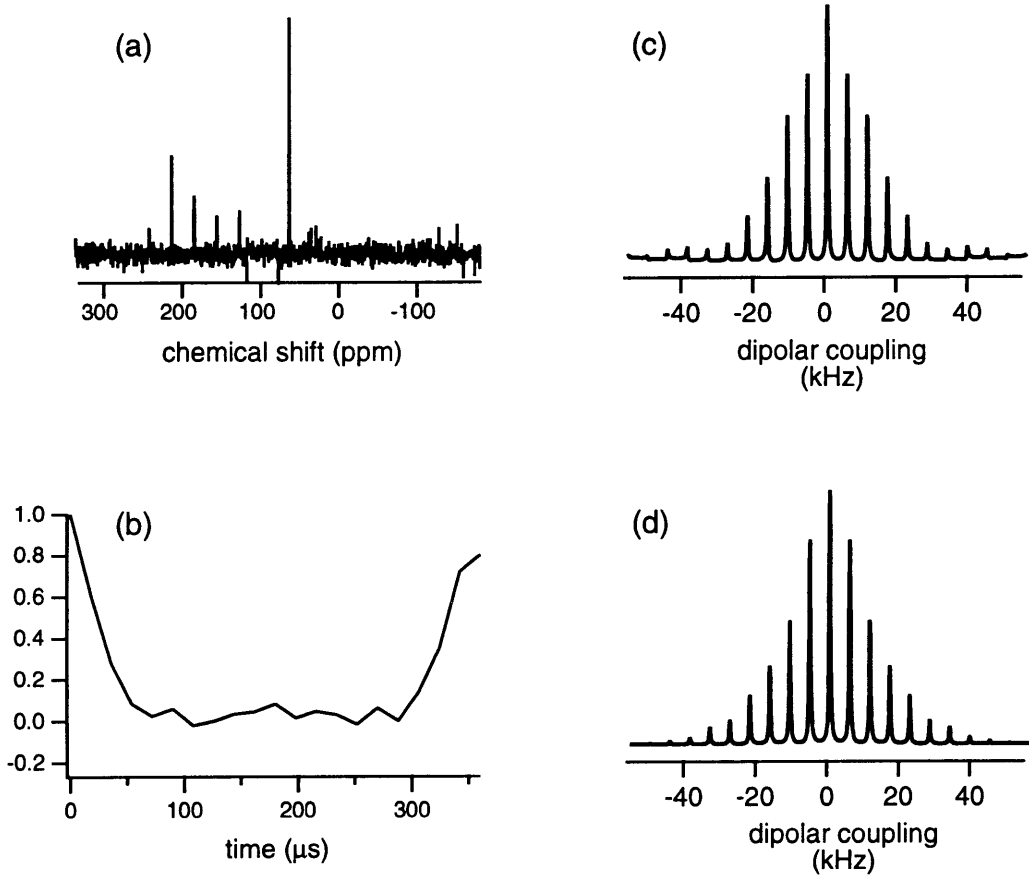 (a)
300 200 100 0 -100
chemical shift (ppm)
(c)
-40 -20 0 20 40
dipolar coupling
(kHz)
(b)
1.0
0.8
0.6
0.4
0.2
0.0
-0.2
0 100 200 300
time (μs)
(d)
-40 -20 0 20 40
dipolar coupling
(kHz)